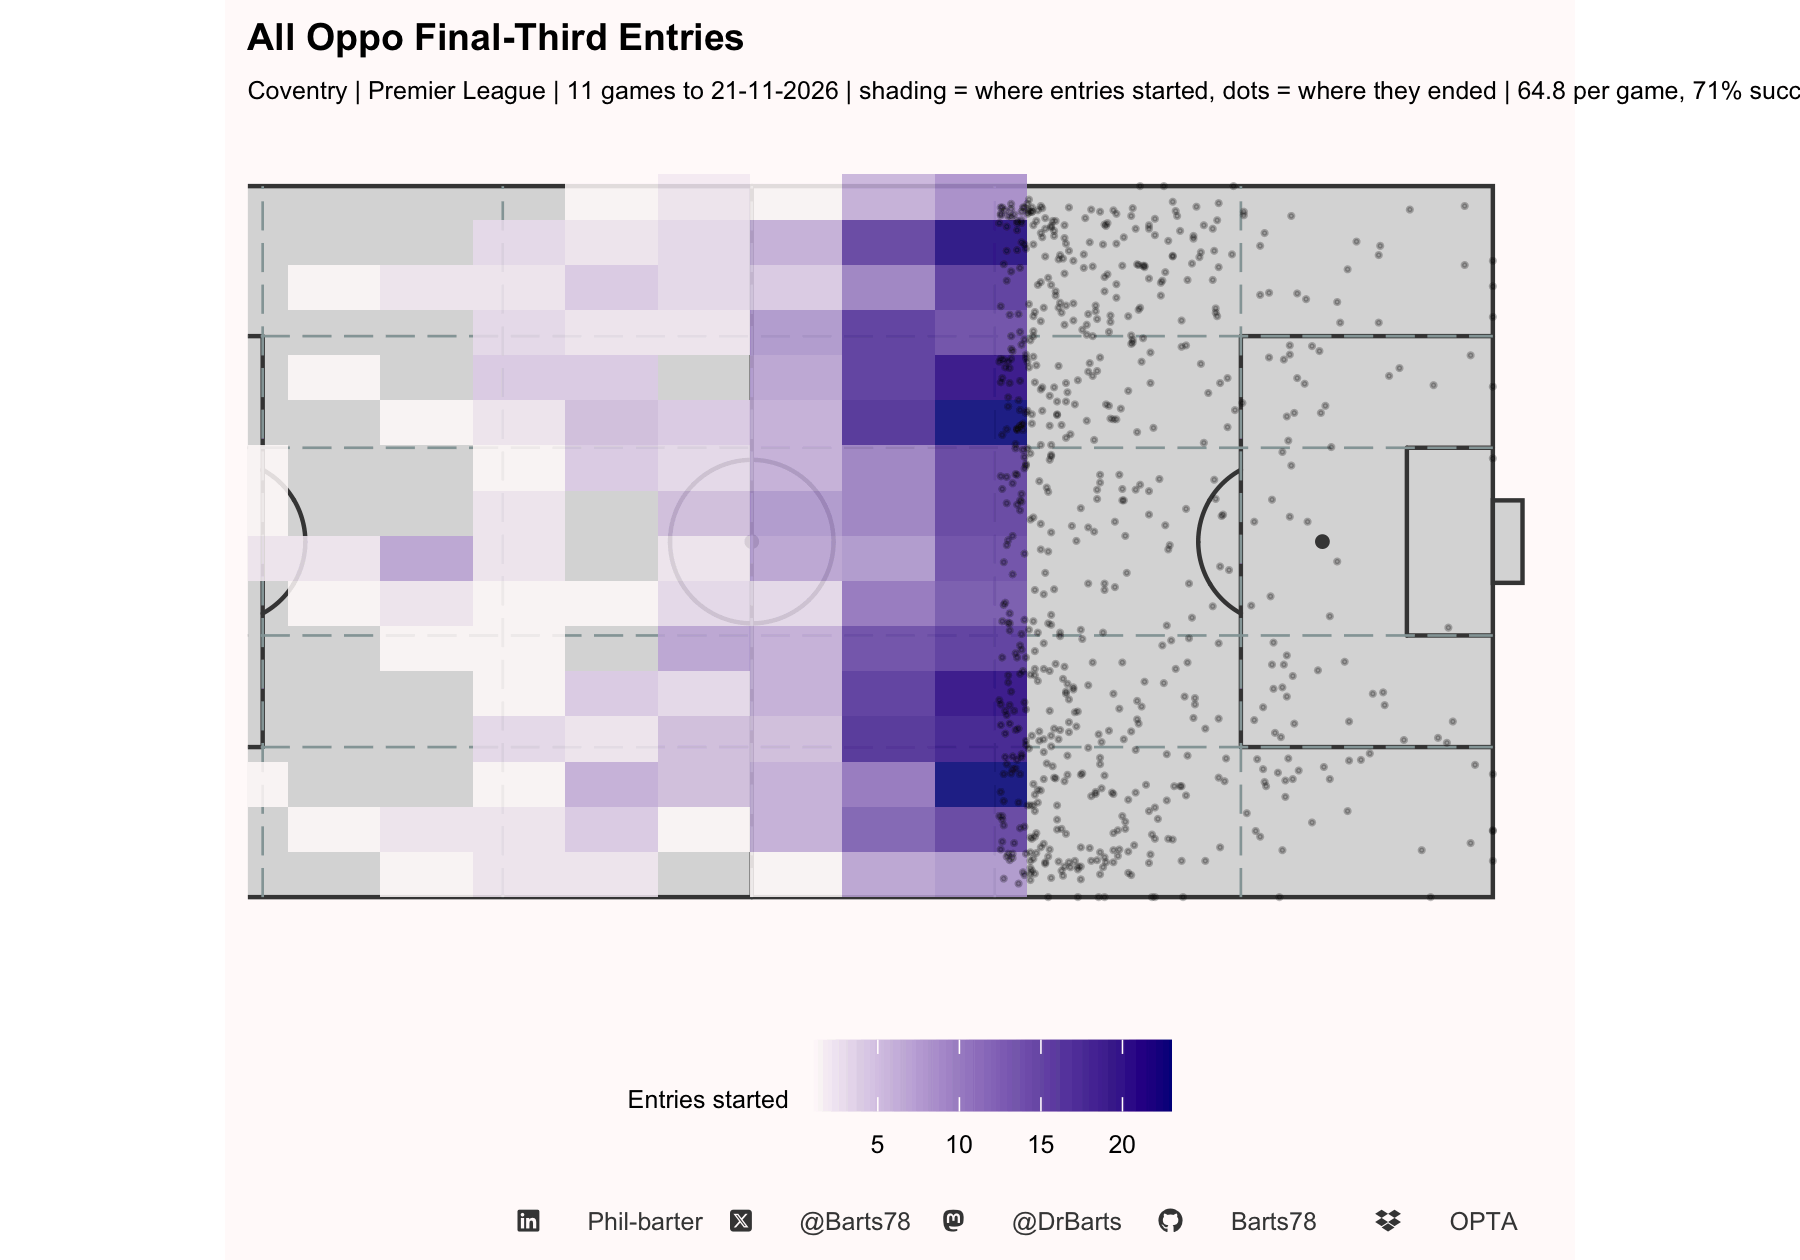 All Oppo Final-Third Entries
Coventry | Premier League | 11 games to 21-11-2026 | shading = where entries started, dots = where they ended | 64.8 per game, 71% succ
Entries started
5 10 15 20
Phil-barter @Barts78 @DrBarts Barts78 OPTA